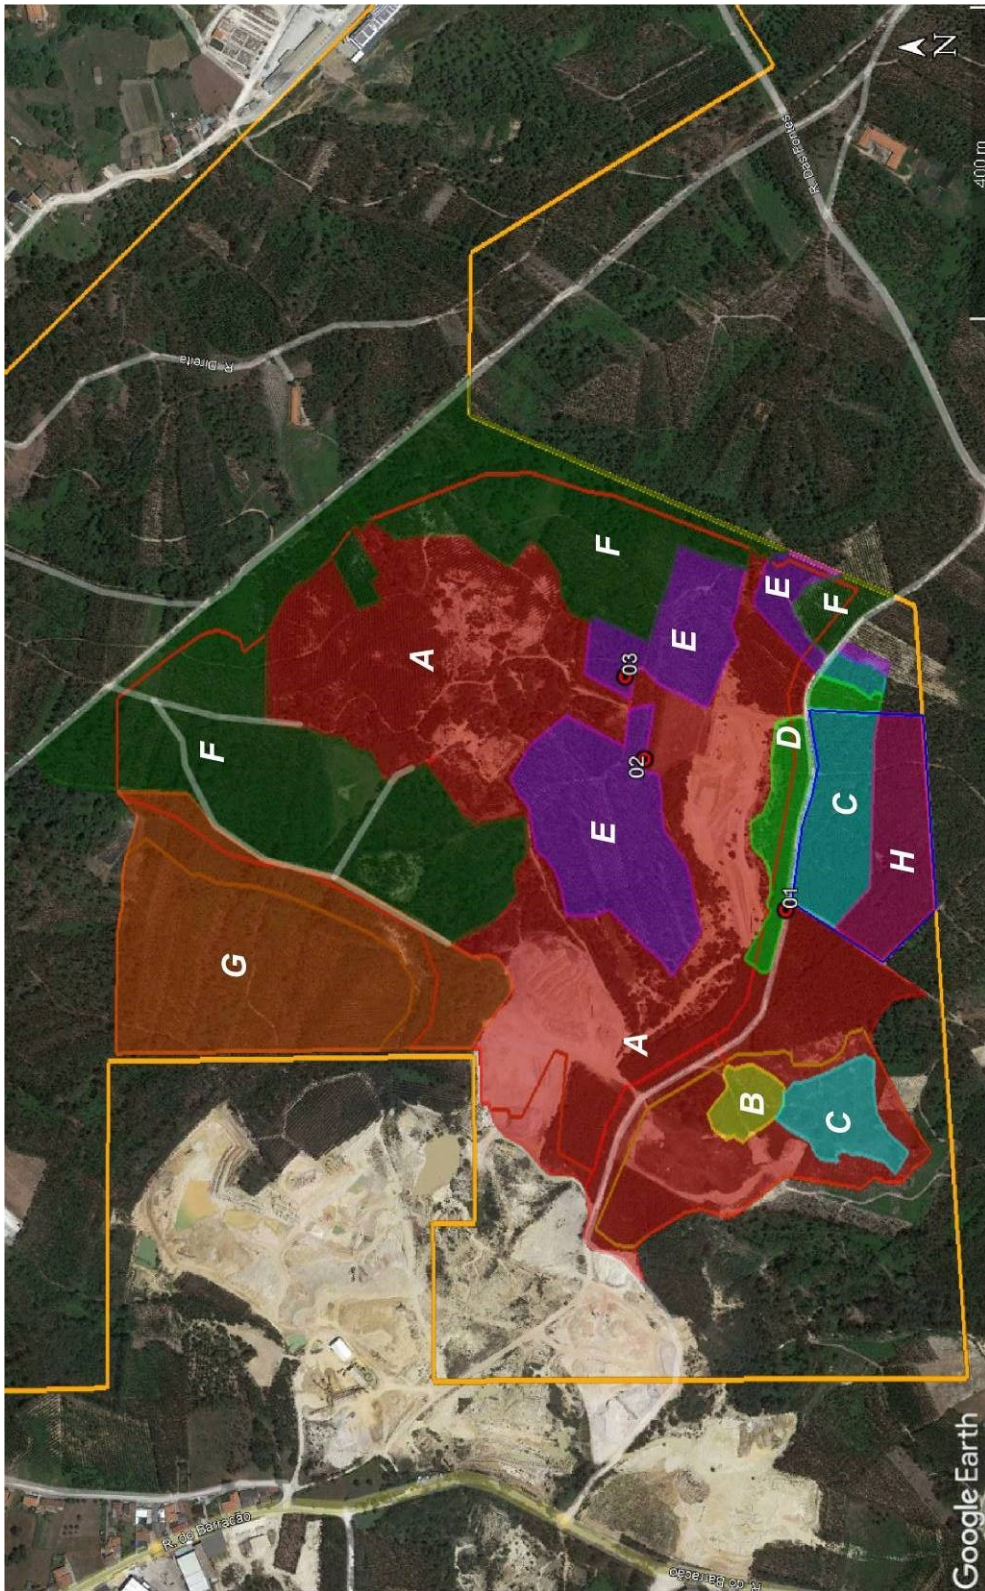 R. Direita
R. Das Fontes
N
400 m
A
F
F
G
E
03
E
E
F
02
E
D
C
H
01
A
B
C
R. do Barracão
R. do Barracão
Google Earth